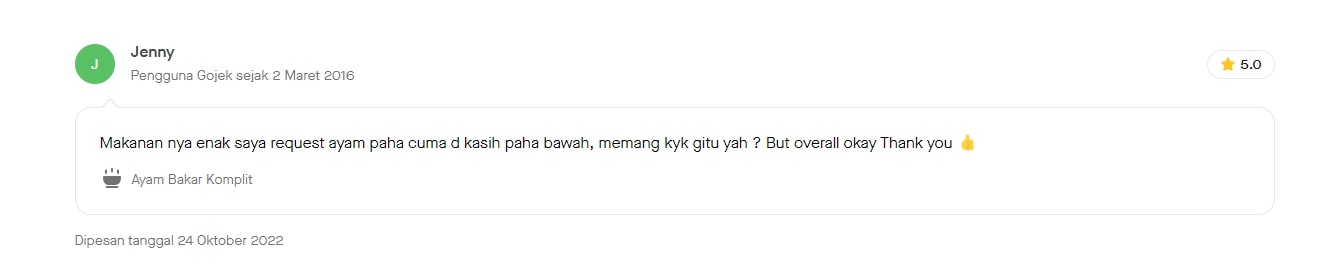 J
Jenny
Pengguna Gojek sejak 2 Maret 2016
5.0
Makanan nya enak saya request ayam paha cuma d kasih paha bawah, memang kyk gitu yah ? But overall okay Thank you 👍
Ayam Bakar Komplit
Dipesan tanggal 24 Oktober 2022